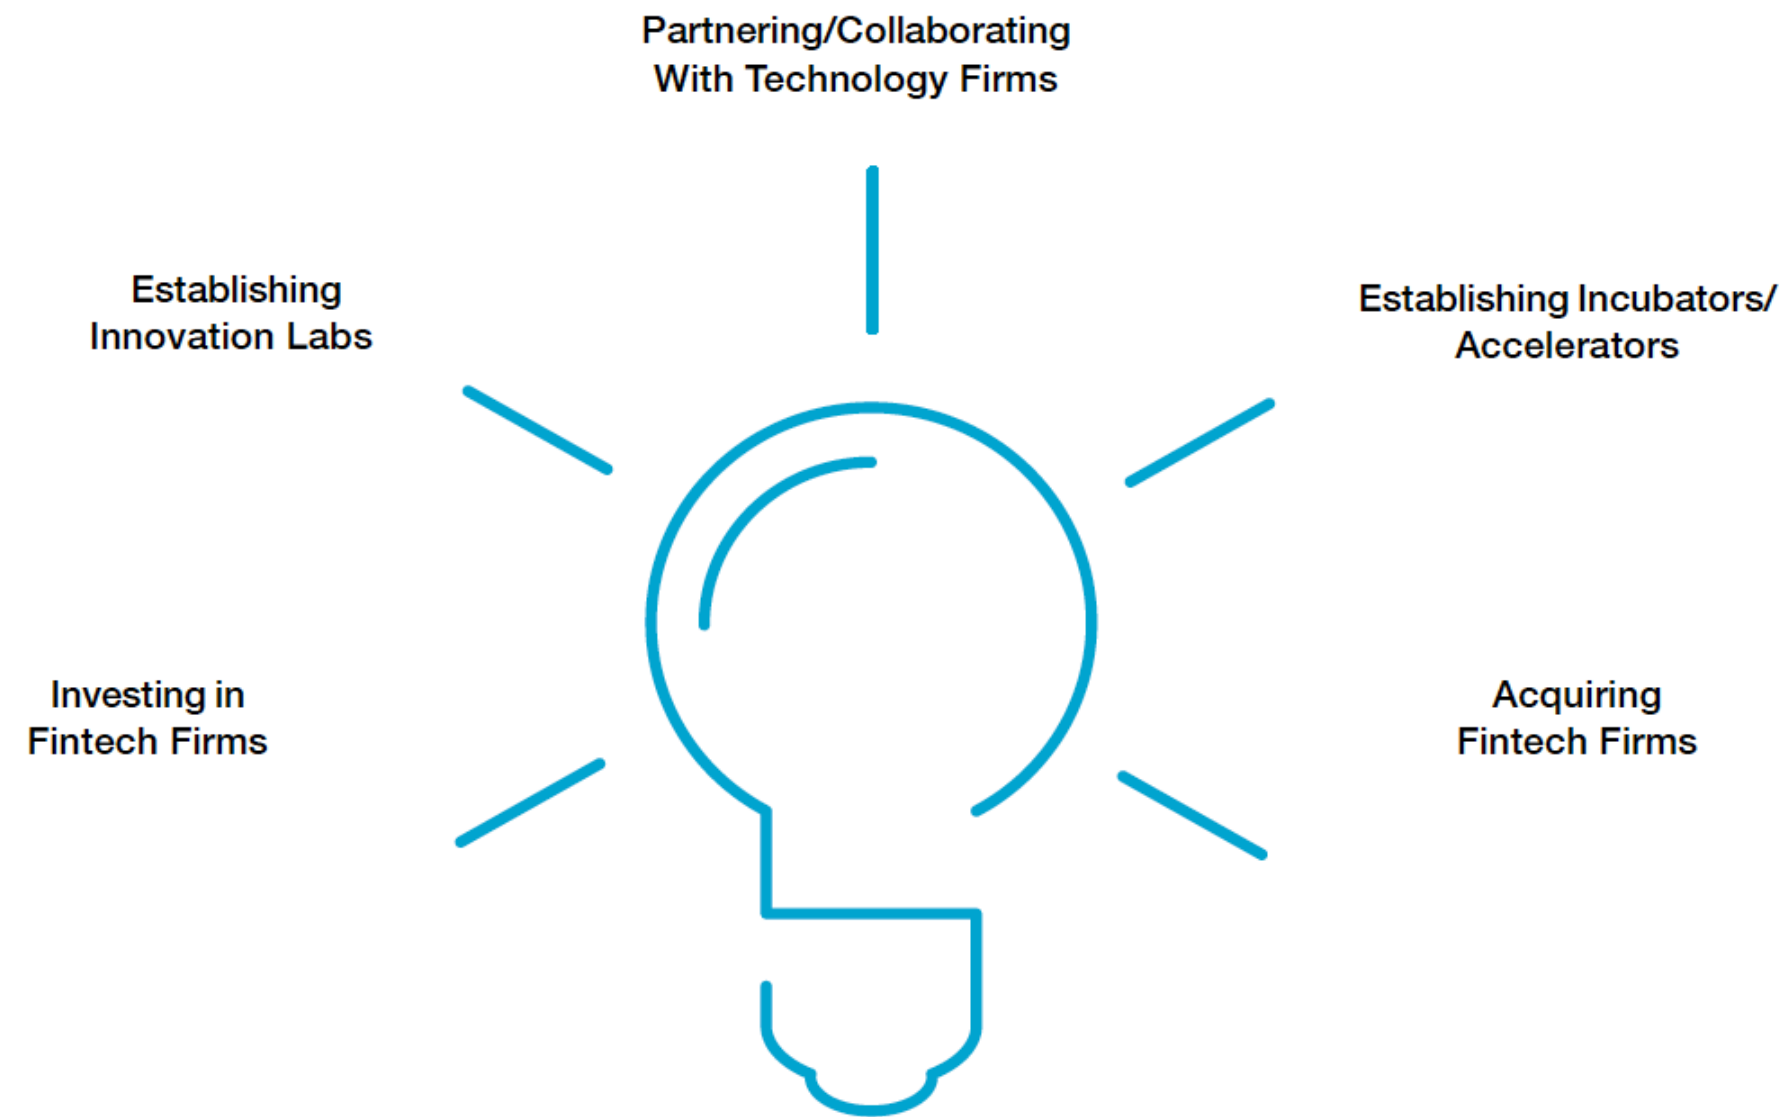 Partnering/Collaborating
With Technology Firms
Establishing
Innovation Labs
Establishing Incubators/
Accelerators
Investing in
Fintech Firms
Acquiring
Fintech Firms